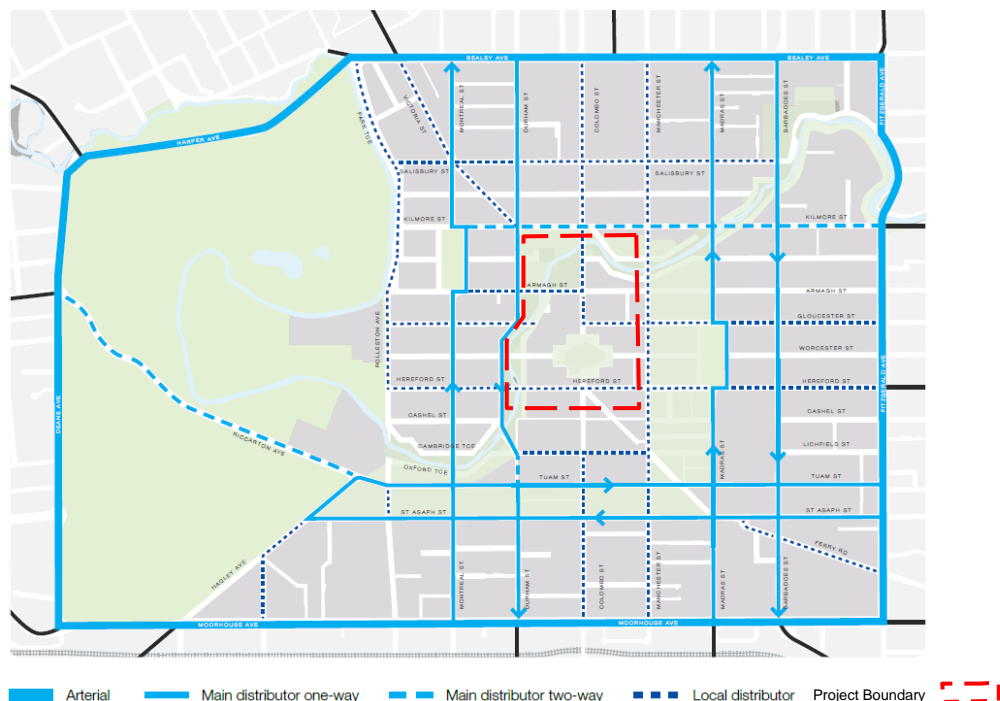 BEALEY AVE
BEALEY AVE
FITZGERALD AVE
HARPER AVE
PARK TCE
VICTORIA ST
MONTREAL ST
DURHAM ST
COLOMBO ST
MANCHESTER ST
MADRAS ST
BARBADOES ST
SALISBURY ST
SALISBURY ST
KILMORE ST
KILMORE ST
ARMAGH ST
ARMAGH ST
GLOUCESTER ST
ROLLESTON AVE
WORCESTER ST
HEREFORD ST
HEREFORD ST
HEREFORD ST
FITZGERALD AVE
DEANS AVE
CASHEL ST
CASHEL ST
RICCARTON AVE
CAMBRIDGE TCE
LICHFIELD ST
OXFORD TCE
MADRAS ST
TUAM ST
TUAM ST
ST ASAPH ST
ST ASAPH ST
FERRY RD
HAGLEY AVE
MONTREAL ST
DURHAM ST
COLOMBO ST
MANCHESTER ST
MADRAS ST
BARBADOES ST
MOORHOUSE AVE
MOORHOUSE AVE
Arterial Main distributor one-way Main distributor two-way Local distributor Project Boundary